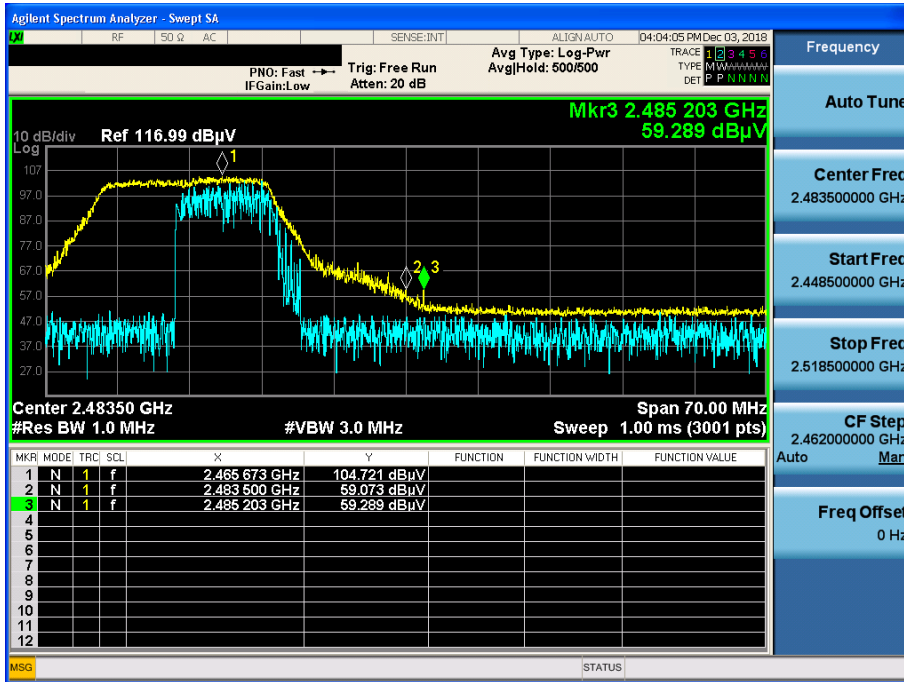 Agilent Spectrum Analyzer - Swept SA
LXI RF 50 Ω AC SENSE:INT ALIGN AUTO 04:04:05 PM Dec 03, 2018
PNO: Fast Trig: Free Run Avg Type: Log-Pwr TRACE 1 2 3 4 5 6
IFGain:Low Atten: 20 dB Avg|Hold: 500/500 TYPE M W
DET P P N N N N
Frequency
Auto Tune
Center Freq
2.483500000 GHz
Start Freq
2.448500000 GHz
Stop Freq
2.518500000 GHz
CF Step
2.462000000 GHz
Auto Man
Freq Offset
0 Hz
Mkr3 2.485 203 GHz
59.289 dBµV
10 dB/div Ref 116.99 dBµV
Log
107
97.0
87.0
77.0
67.0
57.0
47.0
37.0
27.0
1
2 3
Center 2.48350 GHz Span 70.00 MHz
#Res BW 1.0 MHz #VBW 3.0 MHz Sweep 1.00 ms (3001 pts)
MKR MODE TRC SCL X Y FUNCTION FUNCTION WIDTH FUNCTION VALUE
1 N 1 f 2.465 673 GHz 104.721 dBµV
2 N 1 f 2.483 500 GHz 59.073 dBµV
3 N 1 f 2.485 203 GHz 59.289 dBµV
4
5
6
7
8
9
10
11
12
MSG STATUS